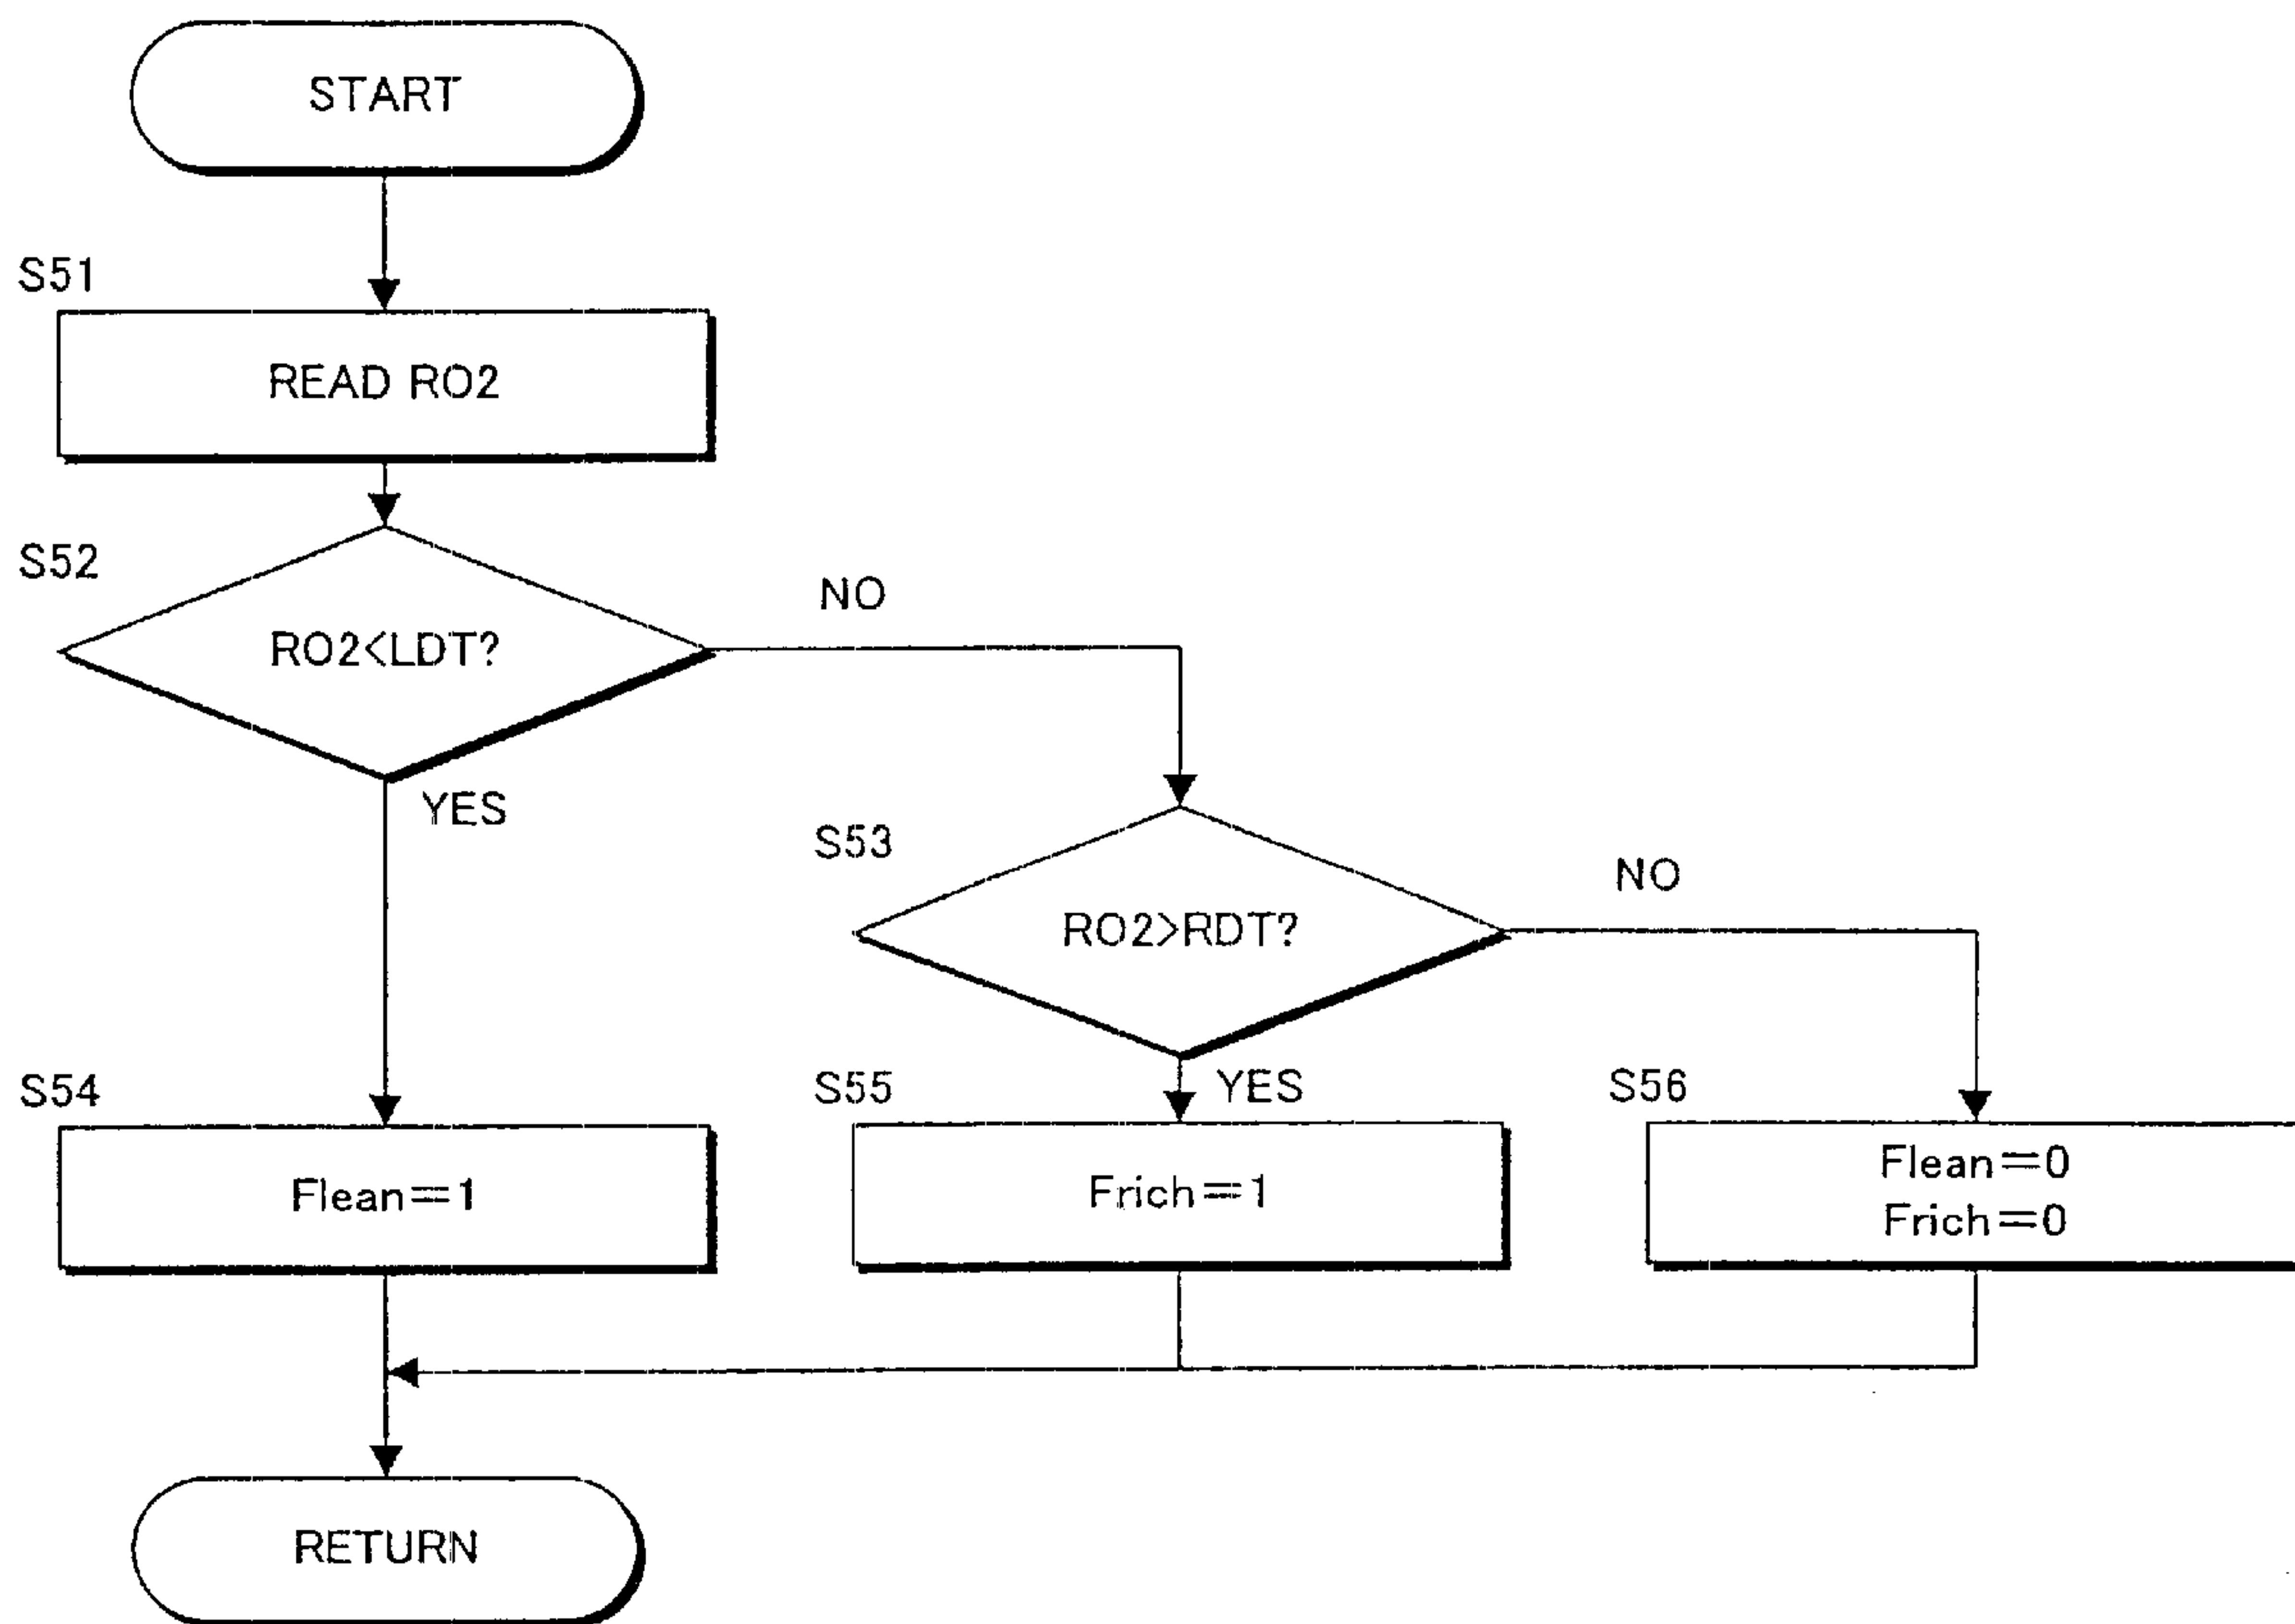 START
S51
READ RO2
S52
RO2<LDT?
NO
YES
S53
RO2>RDT?
NO
YES
S54
Flean=1
S55
Frich=1
S56
Flean=0
Frich=0
RETURN